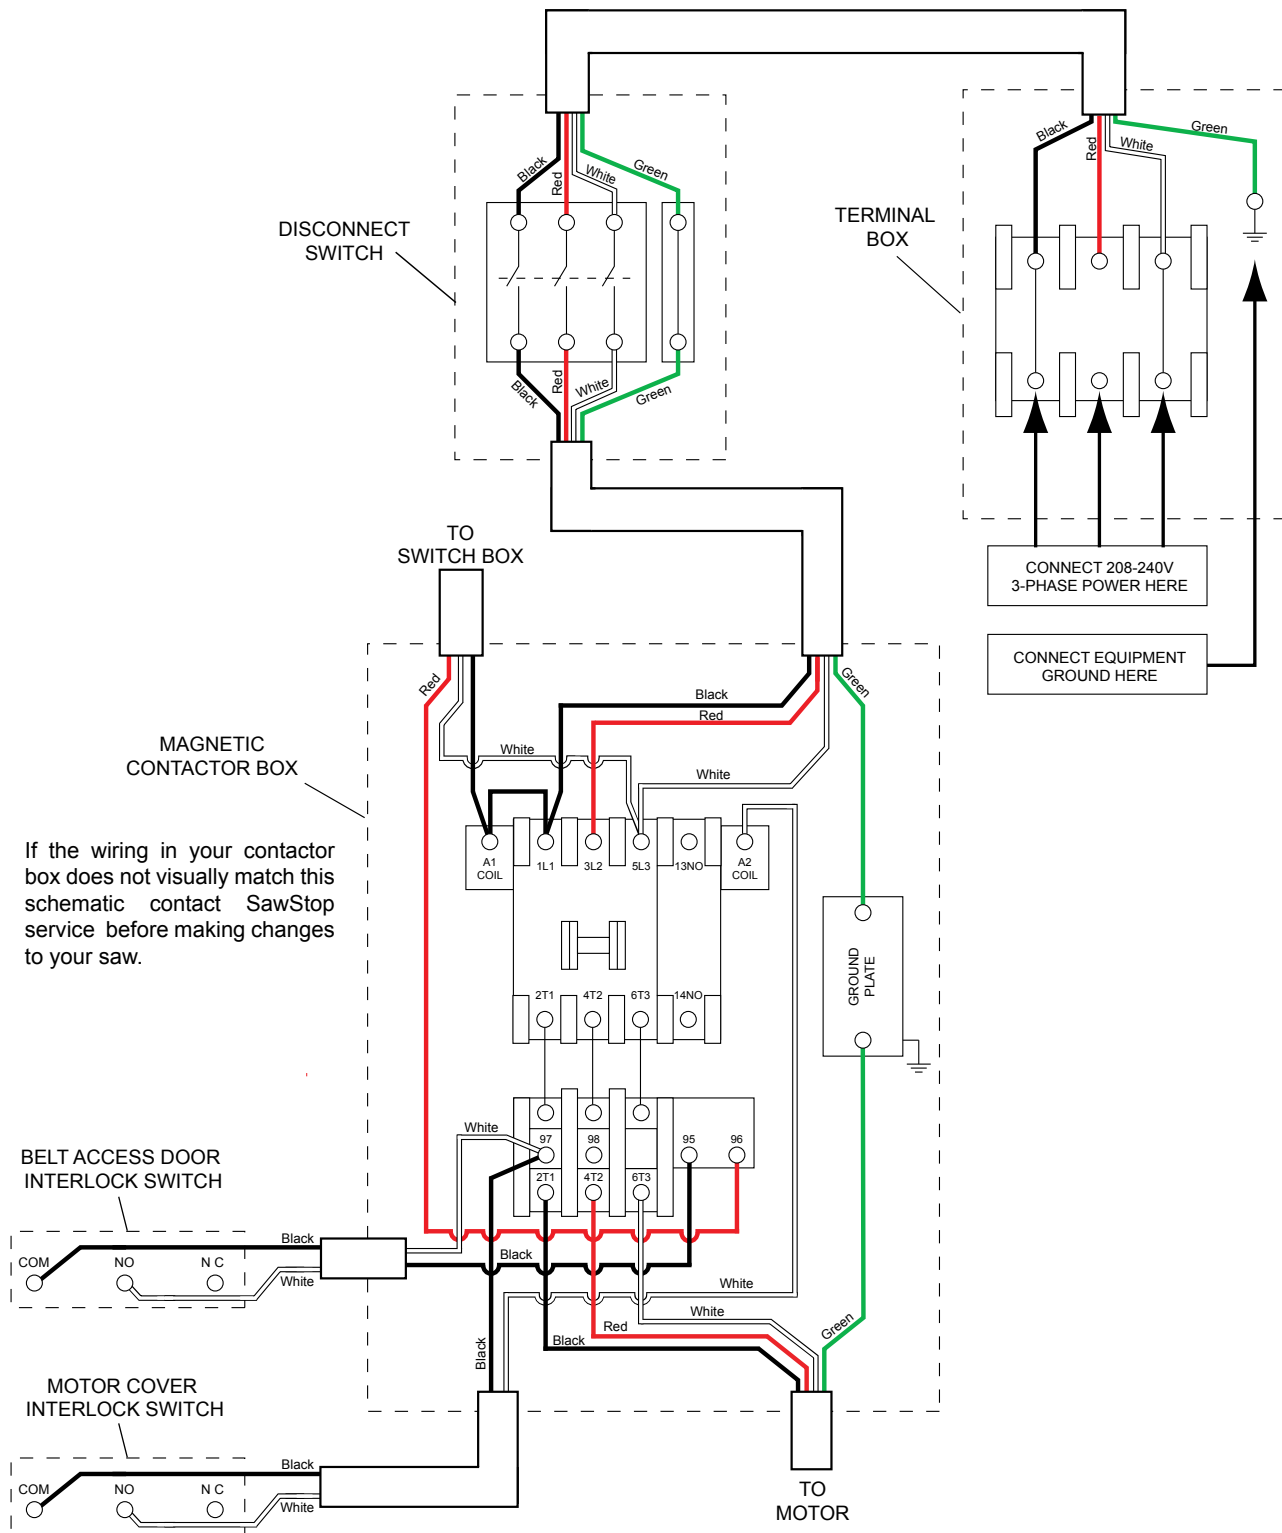 Black
Red
White
Green
DISCONNECT
SWITCH
Black
Red
White
Green
Black
Red
White
Green
TERMINAL
BOX
CONNECT 208-240V
3-PHASE POWER HERE
CONNECT EQUIPMENT
GROUND HERE
TO
SWITCH BOX
Red
Black
Red
Green
White
White
MAGNETIC
CONTACTOR BOX
If the wiring in your contactor
box does not visually match this
schematic contact SawStop
service before making changes
to your saw.
A1
COIL
1L1
3L2
5L3
13NO
A2
COIL
2T1
4T2
6T3
14NO
GROUND
PLATE
White
97
98
95
96
2T1
4T2
6T3
BELT ACCESS DOOR
INTERLOCK SWITCH
COM
NO
N C
Black
White
Black
White
White
Red
Black
Black
Green
MOTOR COVER
INTERLOCK SWITCH
COM
NO
N C
Black
White
TO
MOTOR